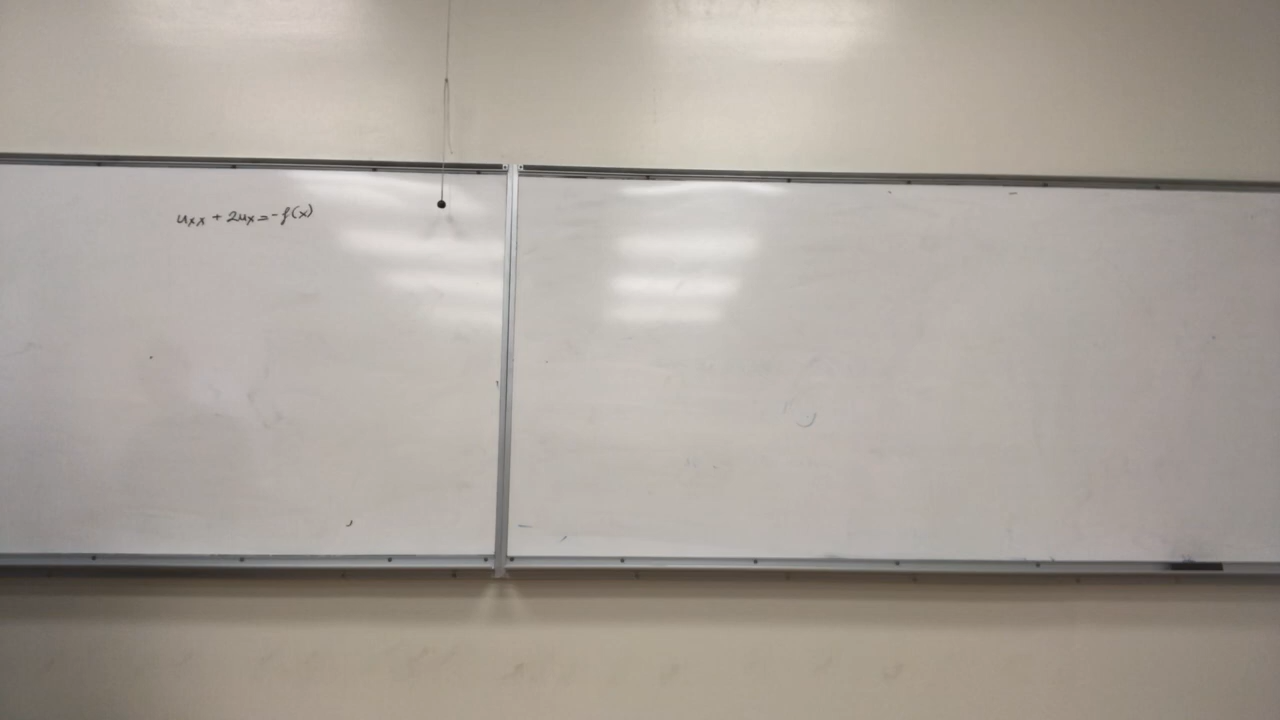 uₓₓ + 2uₓ = -f(x)